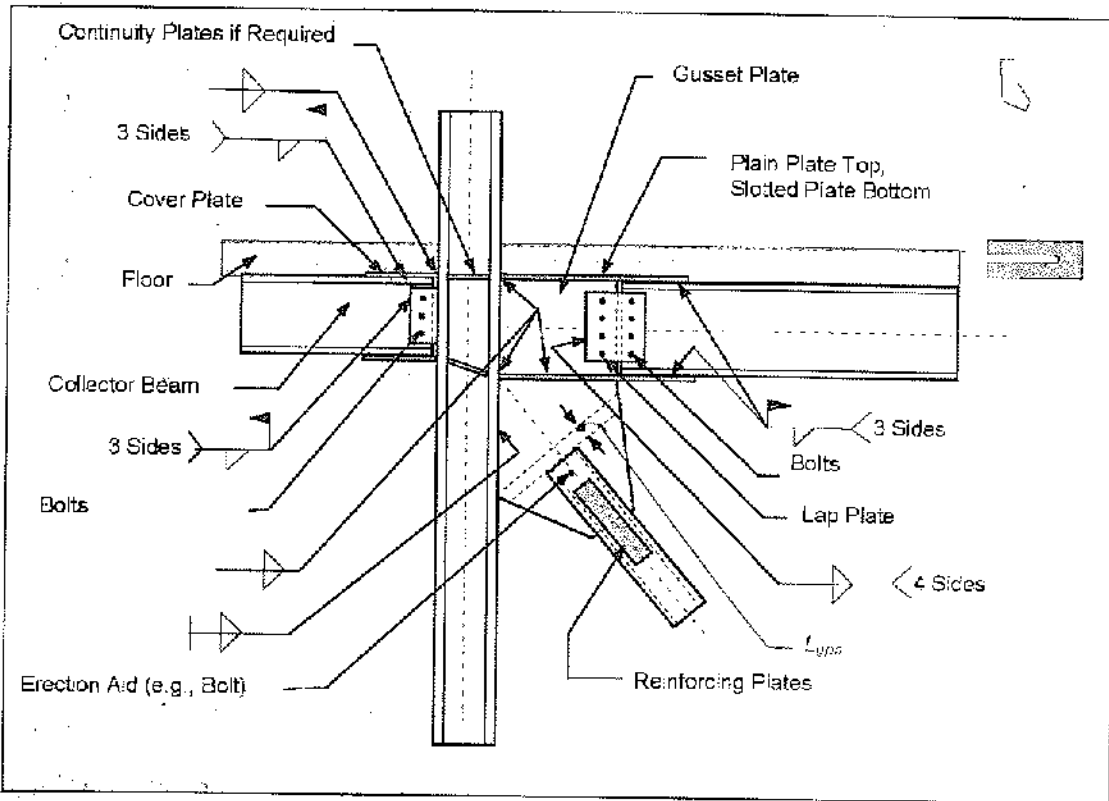 Continuity Plates if Required
Gusset Plate
3 Sides
Plain Plate Top,
Slotted Plate Bottom
Cover Plate
Floor
Collector Beam
3 Sides
3 Sides
Bolts
Bolts
Lap Plate
4 Sides
Erection Aid (e.g., Bolt)
Reinforcing Plates